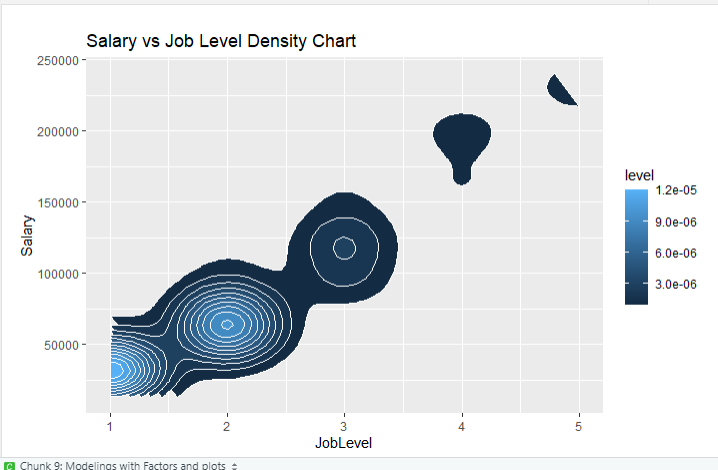 Salary vs Job Level Density Chart
250000
200000
150000
100000
50000
Salary
1 2 3 4 5
JobLevel
level
1.2e-05
9.0e-06
6.0e-06
3.0e-06
C Chunk 9: Modelings with Factors and plots